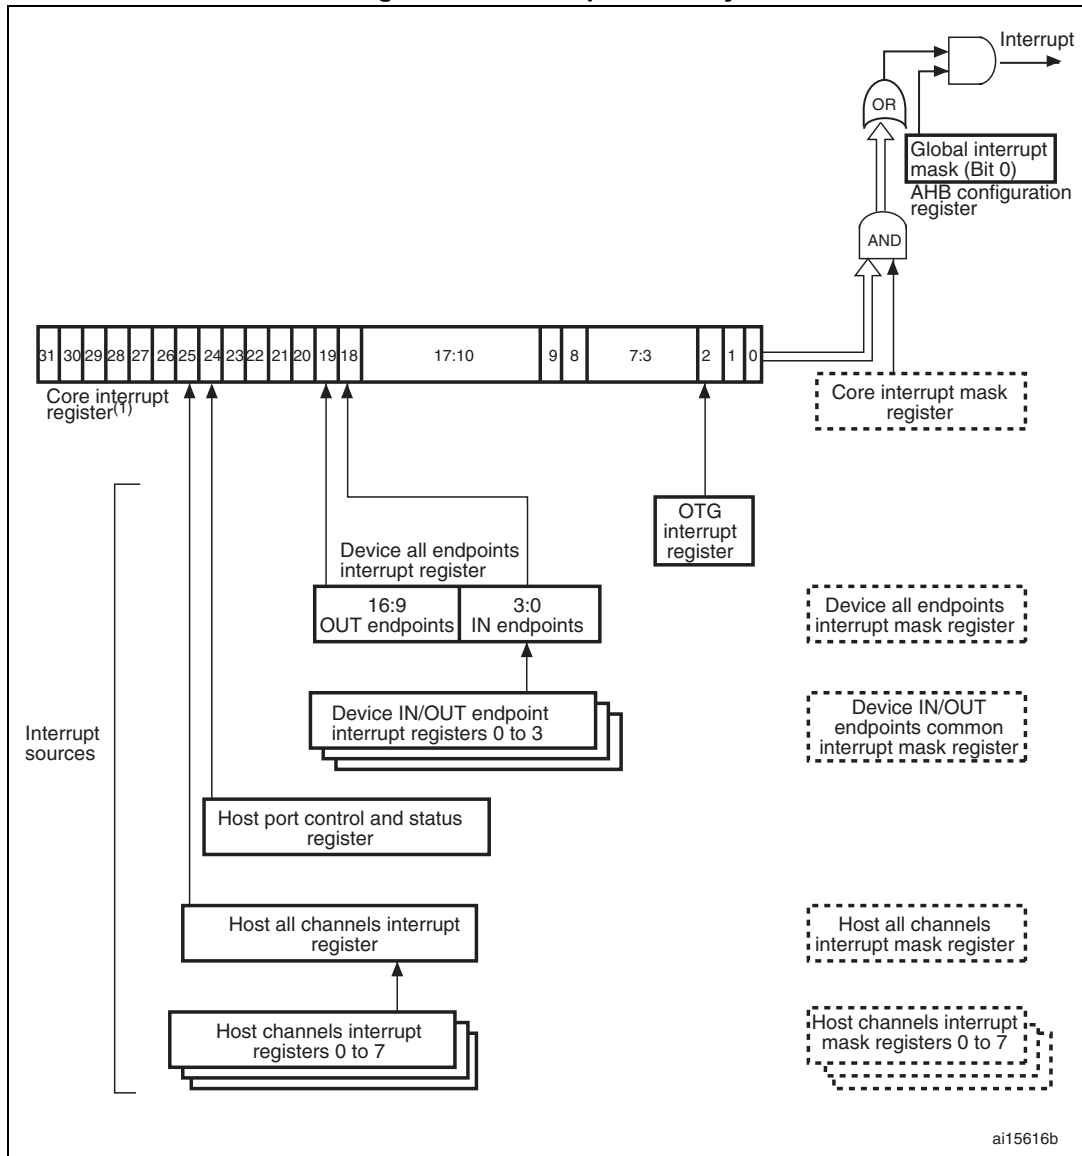 Interrupt
OR
Global interrupt
mask (Bit 0)
AHB configuration
register
AND
31 30 29 28 27 26 25 24 23 22 21 20 19 18 17:10 9 8 7:3 2 1 0
Core interrupt
register(1)
Core interrupt mask
register
OTG
interrupt
register
Device all endpoints
interrupt register
16:9
OUT endpoints
3:0
IN endpoints
Device all endpoints
interrupt mask register
Device IN/OUT endpoint
interrupt registers 0 to 3
Device IN/OUT
endpoints common
interrupt mask register
Interrupt
sources
Host port control and status
register
Host all channels interrupt
register
Host all channels
interrupt mask register
Host channels interrupt
registers 0 to 7
Host channels interrupt
mask registers 0 to 7
ai15616b